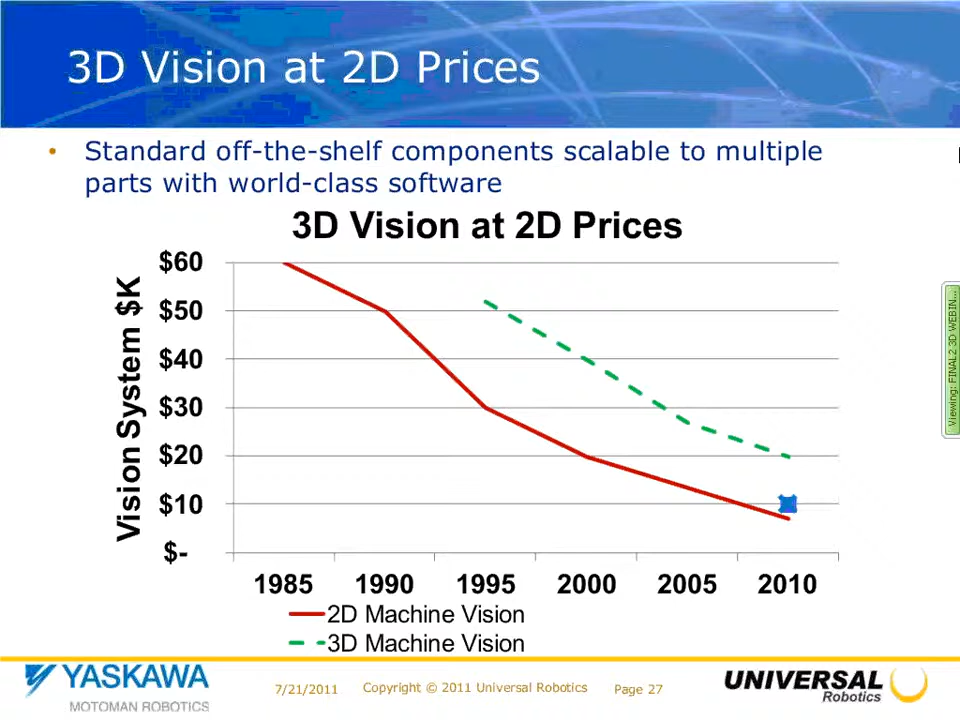 3D Vision at 2D Prices
• Standard off-the-shelf components scalable to multiple
parts with world-class software
3D Vision at 2D Prices
Vision System $K
$60
$50
$40
$30
$20
$10
$-
1985 1990 1995 2000 2005 2010
2D Machine Vision
3D Machine Vision
Viewing: FINAL2 3D WEBIN...
YASKAWA
MOTOMAN ROBOTICS
7/21/2011 Copyright © 2011 Universal Robotics Page 27
UNIVERSAL
Robotics